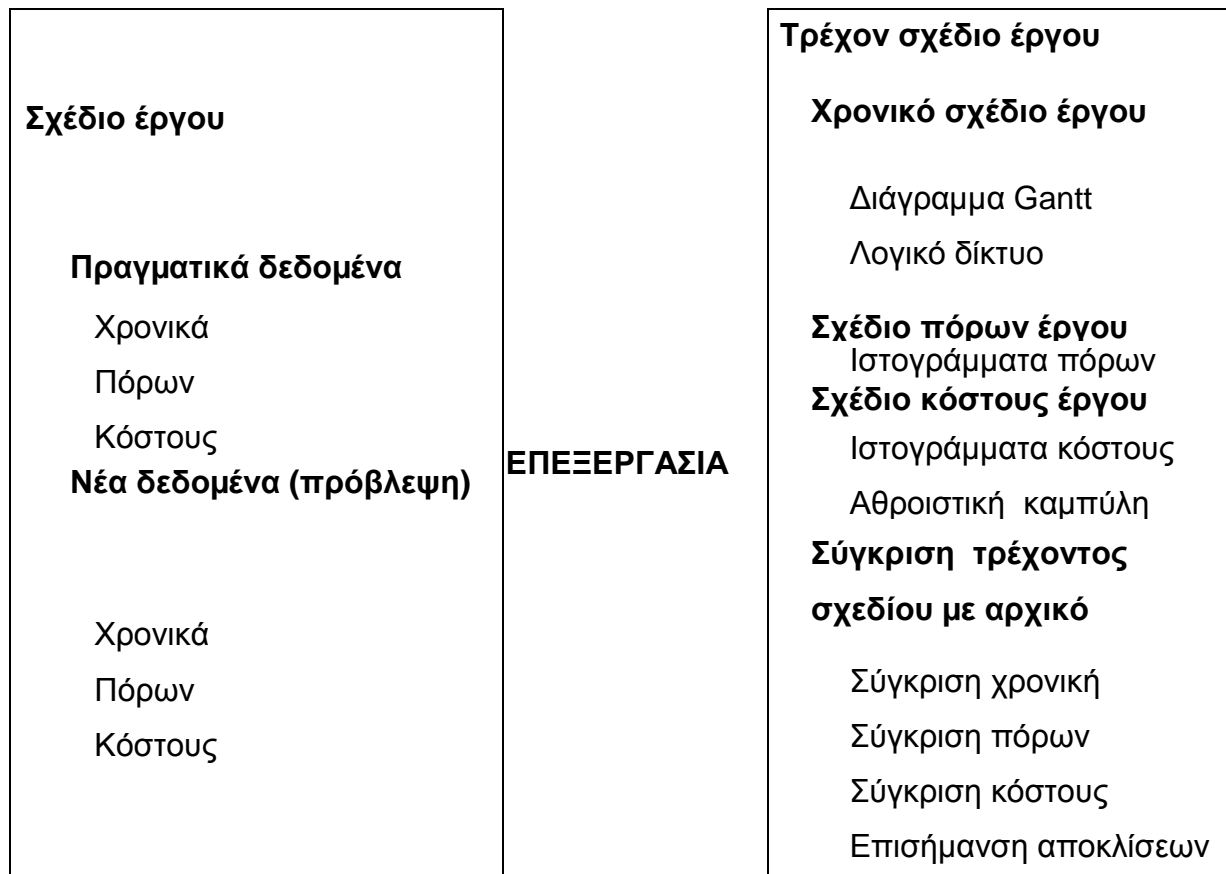 Σχέδιο έργου
Πραγματικά δεδομένα
Χρονικά
Πόρων
Κόστους
Νέα δεδομένα (πρόβλεψη)
Χρονικά
Πόρων
Κόστους
ΕΠΕΞΕΡΓΑΣΙΑ
Τρέχον σχέδιο έργου
Χρονικό σχέδιο έργου
Διάγραμμα Gantt
Λογικό δίκτυο
Σχέδιο πόρων έργου
Ιστογράμματα πόρων
Σχέδιο κόστους έργου
Ιστογράμματα κόστους
Αθροιστική καμπύλη
Σύγκριση τρέχοντος
σχεδίου με αρχικό
Σύγκριση χρονική
Σύγκριση πόρων
Σύγκριση κόστους
Επισήμανση αποκλίσεων